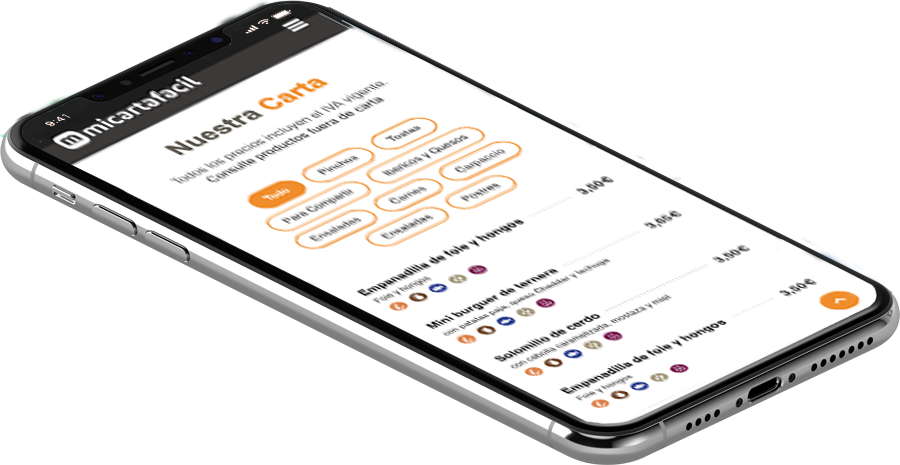 9:41
micartafacil
Nuestra Carta
Todos los precios incluyen el IVA vigente.
Consulte productos fuera de carta
Todo
Pinchos
Tostas
Para Compartir
Ibéricos y Quesos
Ensaladas
Carnes
Carpaccio
Ensaladas
Postres
Empanadilla de foie y hongos 3,50€
Foie y hongos
Mini burguer de ternera 3,65€
con patatas paja, queso Cheddar y lechuga
Solomillo de cerdo 3,50€
con cebolla caramelizada, mostaza y miel
Empanadilla de foie y hongos 3,50€
Foie y hongos